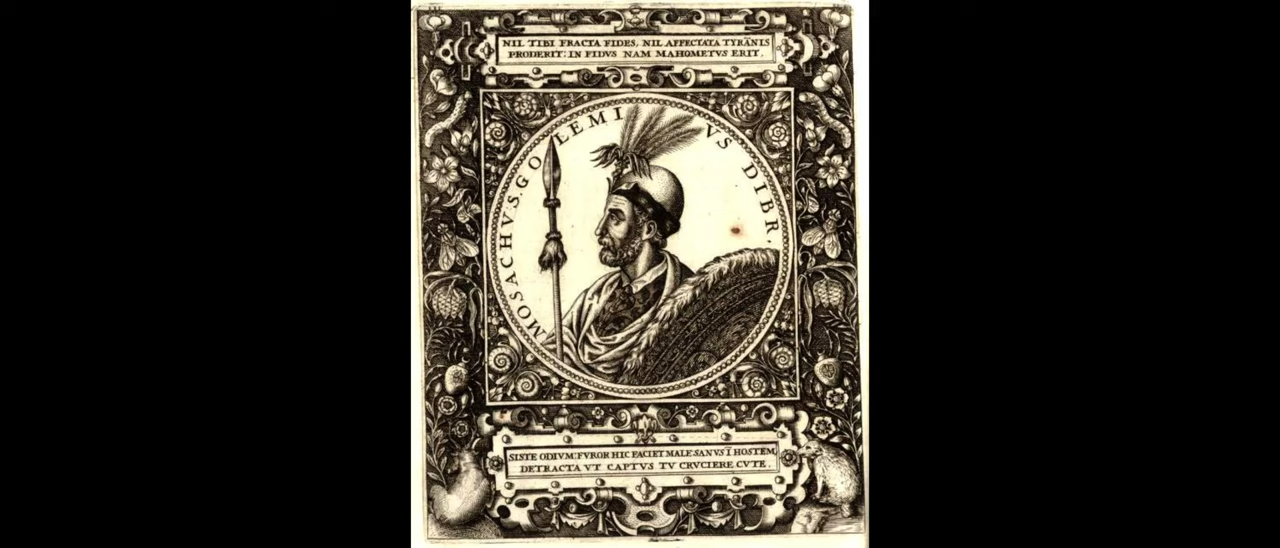 NIL TIBI FRACTA FIDES, NIL AFFECTATA TYRĀNIS
PRODERIT: IN FIDVS NAM MAHOMETVS ERIT.
MOSACHVS. GOLEMIVS DIBR.
SISTE ODIVM: FVROR HIC FACIET MALE SANVS Ī HOSTEM,
DETRACTA VT CAPTVS TV CRVCIERE CVTE.